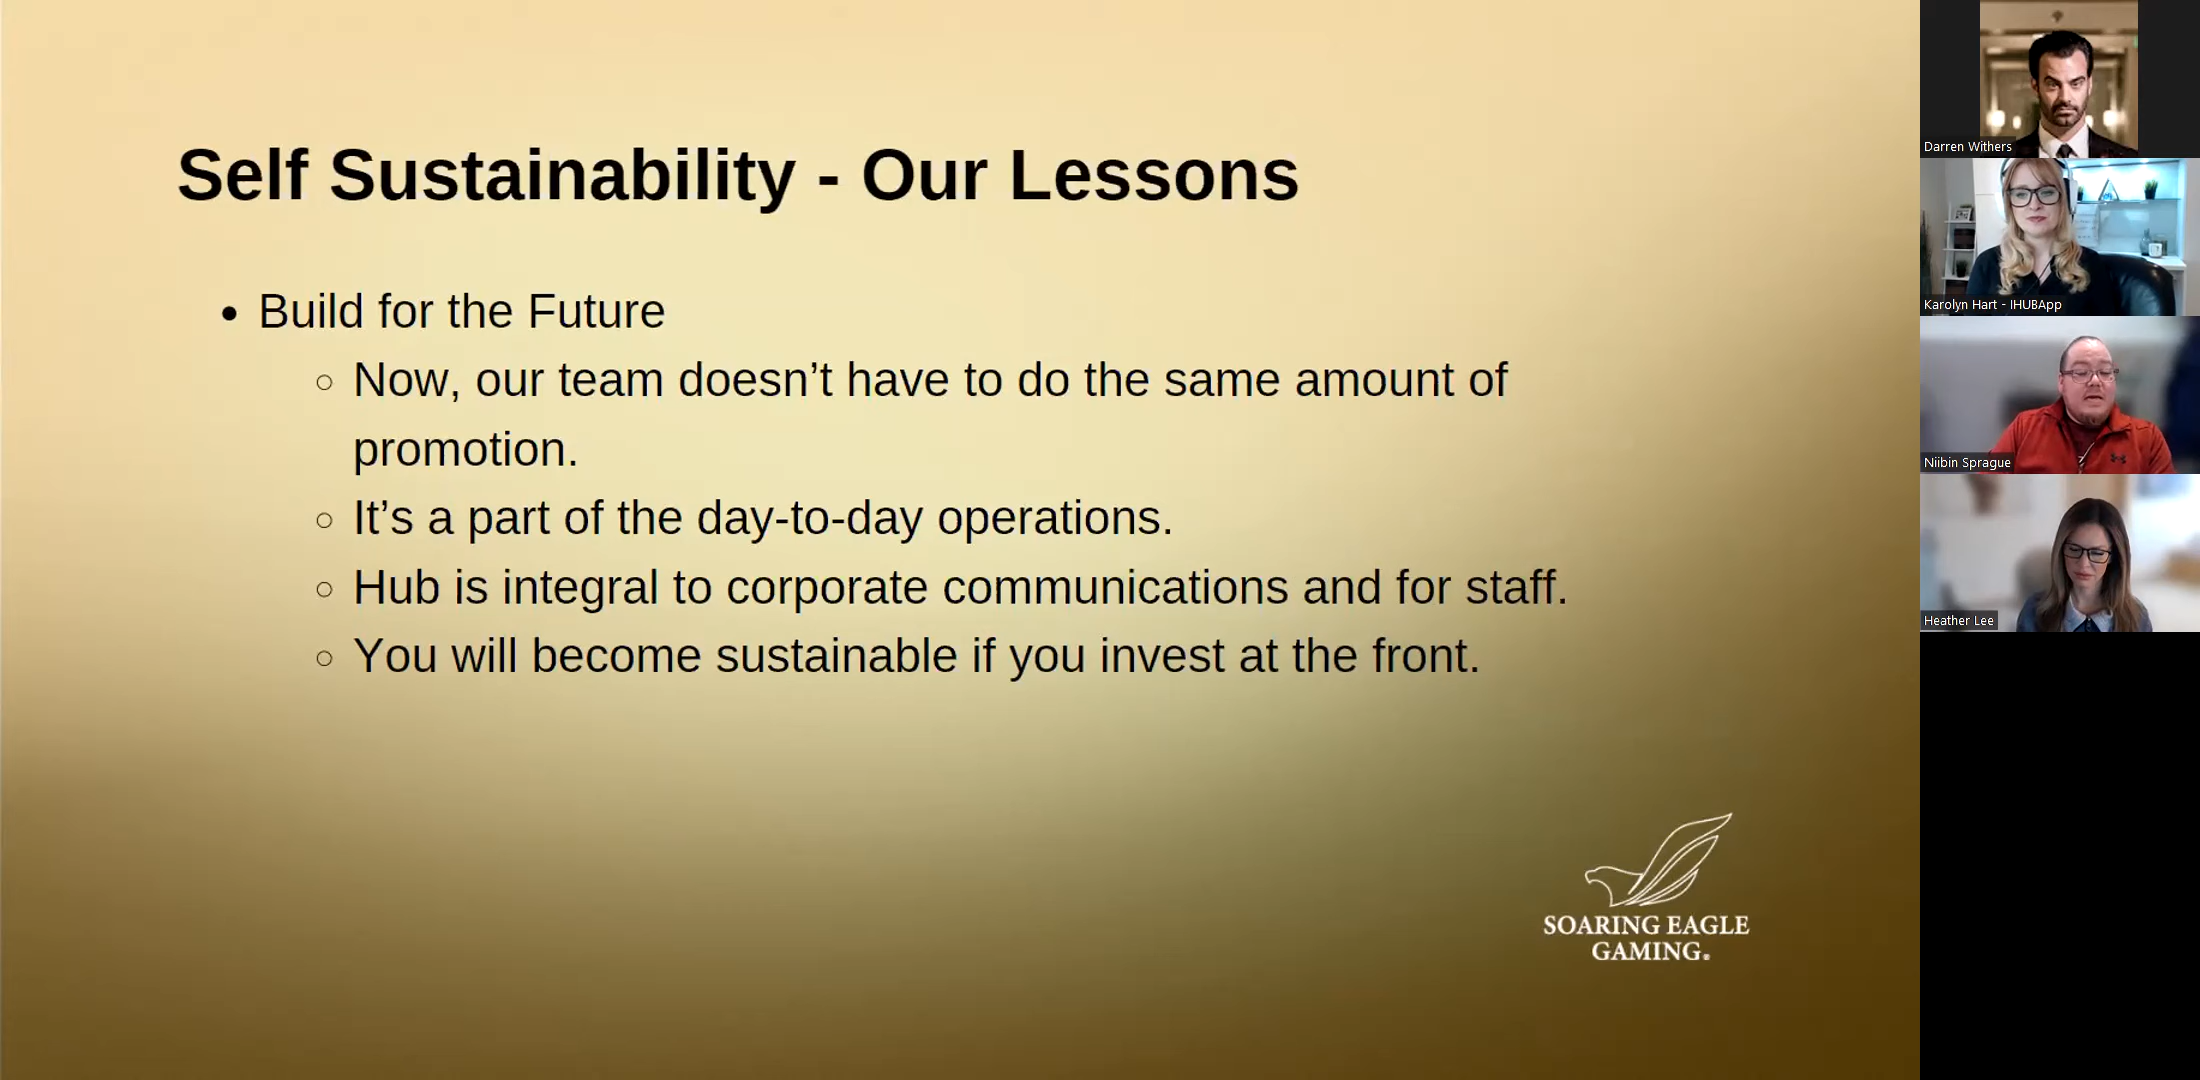 Self Sustainability - Our Lessons
• Build for the Future
○ Now, our team doesn’t have to do the same amount of
promotion.
○ It’s a part of the day-to-day operations.
○ Hub is integral to corporate communications and for staff.
○ You will become sustainable if you invest at the front.
SOARING EAGLE
GAMING®
Darren Withers
Karolyn Hart - IHUBApp
Niibin Sprague
Heather Lee